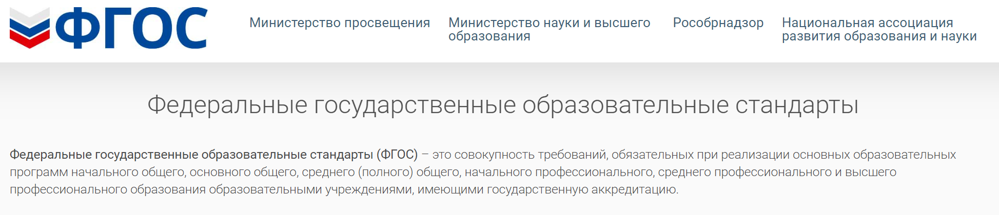 ФГОС
Министерство просвещения
Министерство науки и высшего
образования
Рособрнадзор
Национальная ассоциация
развития образования и науки
Федеральные государственные образовательные стандарты
Федеральные государственные образовательные стандарты (ФГОС) – это совокупность требований, обязательных при реализации основных образовательных
программ начального общего, основного общего, среднего (полного) общего, начального профессионального, среднего профессионального и высшего
профессионального образования образовательными учреждениями, имеющими государственную аккредитацию.